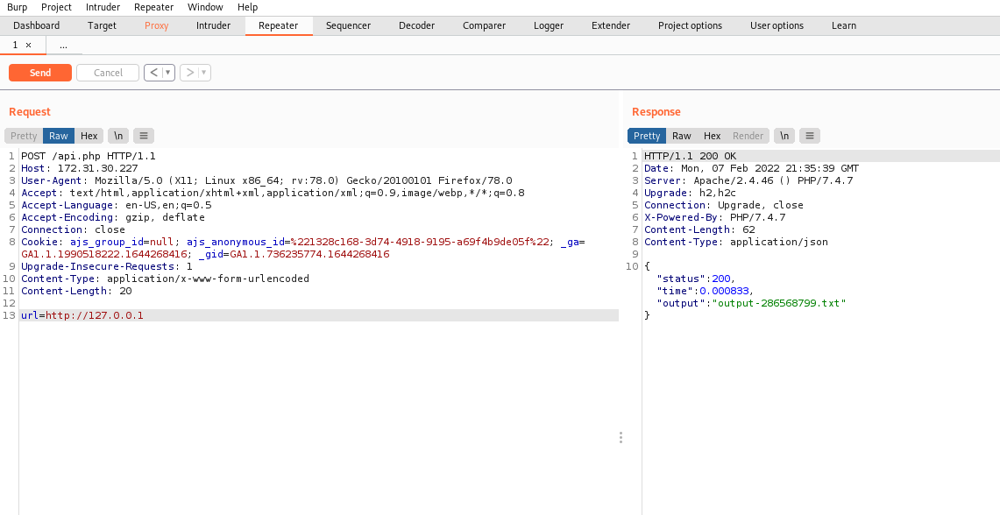 Burp Project Intruder Repeater Window Help
Dashboard Target Proxy Intruder Repeater Sequencer Decoder Comparer Logger Extender Project options User options Learn
1 × ...
Send Cancel < ▾ > ▾
Request
Pretty Raw Hex \n ≡
1 POST /api.php HTTP/1.1
2 Host: 172.31.30.227
3 User-Agent: Mozilla/5.0 (X11; Linux x86_64; rv:78.0) Gecko/20100101 Firefox/78.0
4 Accept: text/html,application/xhtml+xml,application/xml;q=0.9,image/webp,*/*;q=0.8
5 Accept-Language: en-US,en;q=0.5
6 Accept-Encoding: gzip, deflate
7 Connection: close
8 Cookie: ajs_group_id=null; ajs_anonymous_id=%221328c168-3d74-4918-9195-a69f4b9de05f%22; _ga=
GA1.1.1990518222.1644268416; _gid=GA1.1.736235774.1644268416
9 Upgrade-Insecure-Requests: 1
10 Content-Type: application/x-www-form-urlencoded
11 Content-Length: 20
12
13 url=http://127.0.0.1
Response
Pretty Raw Hex Render \n ≡
1 HTTP/1.1 200 OK
2 Date: Mon, 07 Feb 2022 21:35:39 GMT
3 Server: Apache/2.4.46 () PHP/7.4.7
4 Upgrade: h2,h2c
5 Connection: Upgrade, close
6 X-Powered-By: PHP/7.4.7
7 Content-Length: 62
8 Content-Type: application/json
9
10 {
"status":200,
"time":0.000833,
"output":"output-286568799.txt"
}